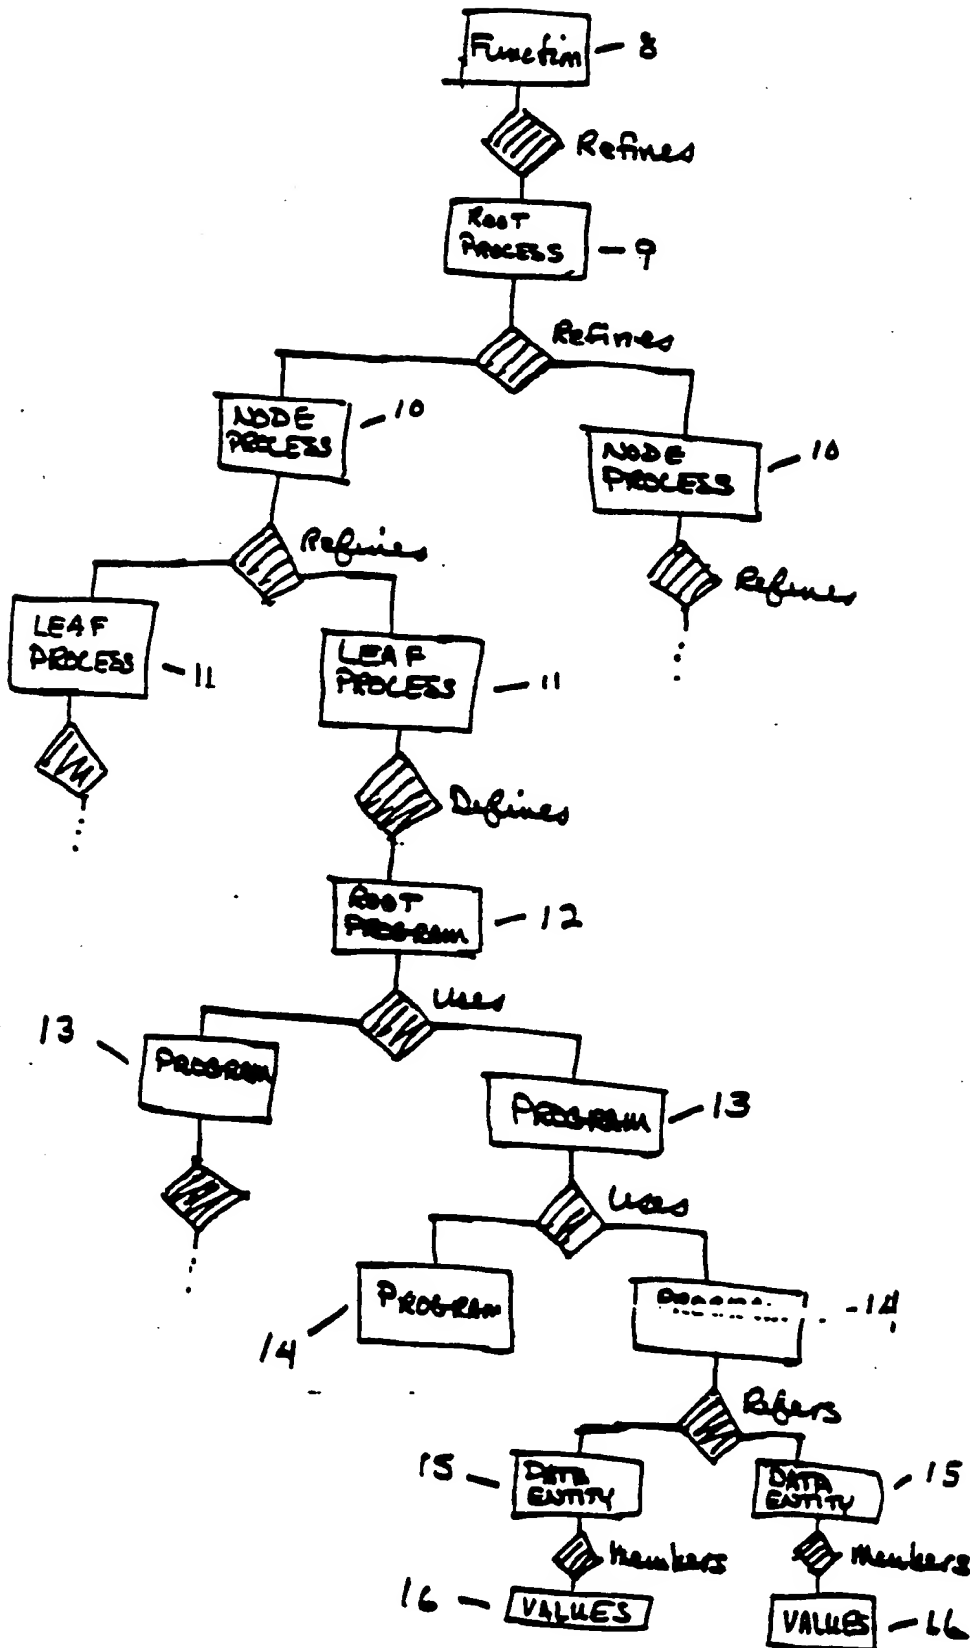 Function - 8
Refines
ROOT
PROCESS - 9
Refines
NODE
PROCESS - 10
NODE
PROCESS - 10
Refines
Refines
LEAF
PROCESS - 11
LEAF
PROCESS - 11
Defines
ROOT
PROGRAM - 12
Uses
13
PROGRAM
PROGRAM - 13
Uses
PROGRAM
14
- 14
Refers
15 - DATA
ENTITY
DATA
ENTITY - 15
Members
Members
16 - VALUES
VALUES - 16